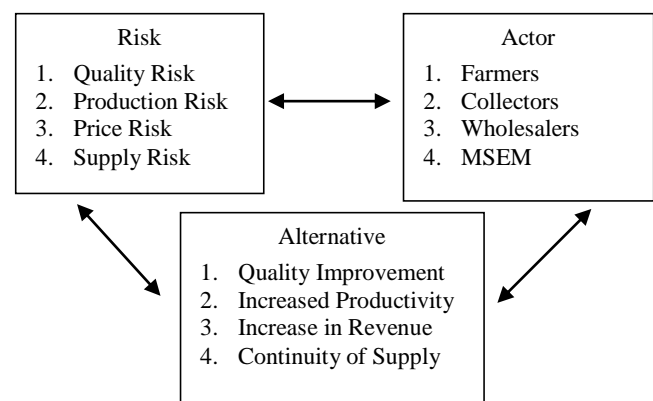 Risk
1. Quality Risk
2. Production Risk
3. Price Risk
4. Supply Risk
Actor
1. Farmers
2. Collectors
3. Wholesalers
4. MSEM
Alternative
1. Quality Improvement
2. Increased Productivity
3. Increase in Revenue
4. Continuity of Supply